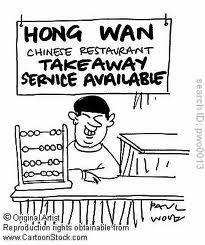 HONG WAN
CHINESE RESTAURANT
TAKEAWAY
SERVICE AVAILABLE
search ID: pwo0013
PAUL
WOOD
© Original Artist
Reproduction rights obtainable from
www.CartoonStock.com